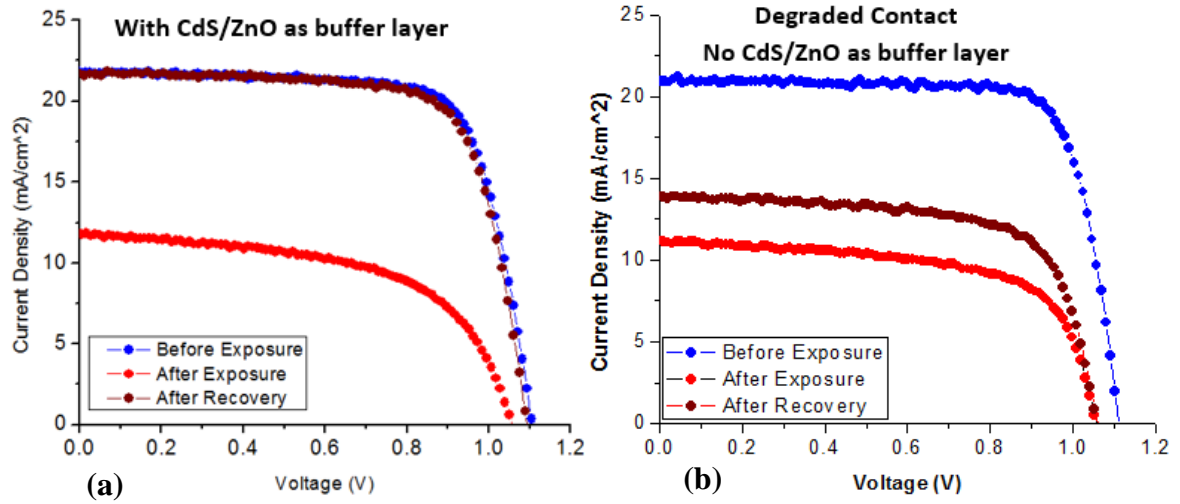 With CdS/ZnO as buffer layer
25
20
15
10
5
0
Current Density (mA/cm^2)
Before Exposure
After Exposure
After Recovery
0.0 0.2 0.4 0.6 0.8 1.0 1.2
Voltage (V)
(a)
Degraded Contact
No CdS/ZnO as buffer layer
25
20
15
10
5
0
Current Density (mA/cm^2)
Before Exposure
After Exposure
After Recovery
0.0 0.2 0.4 0.6 0.8 1.0 1.2
Voltage (V)
(b)